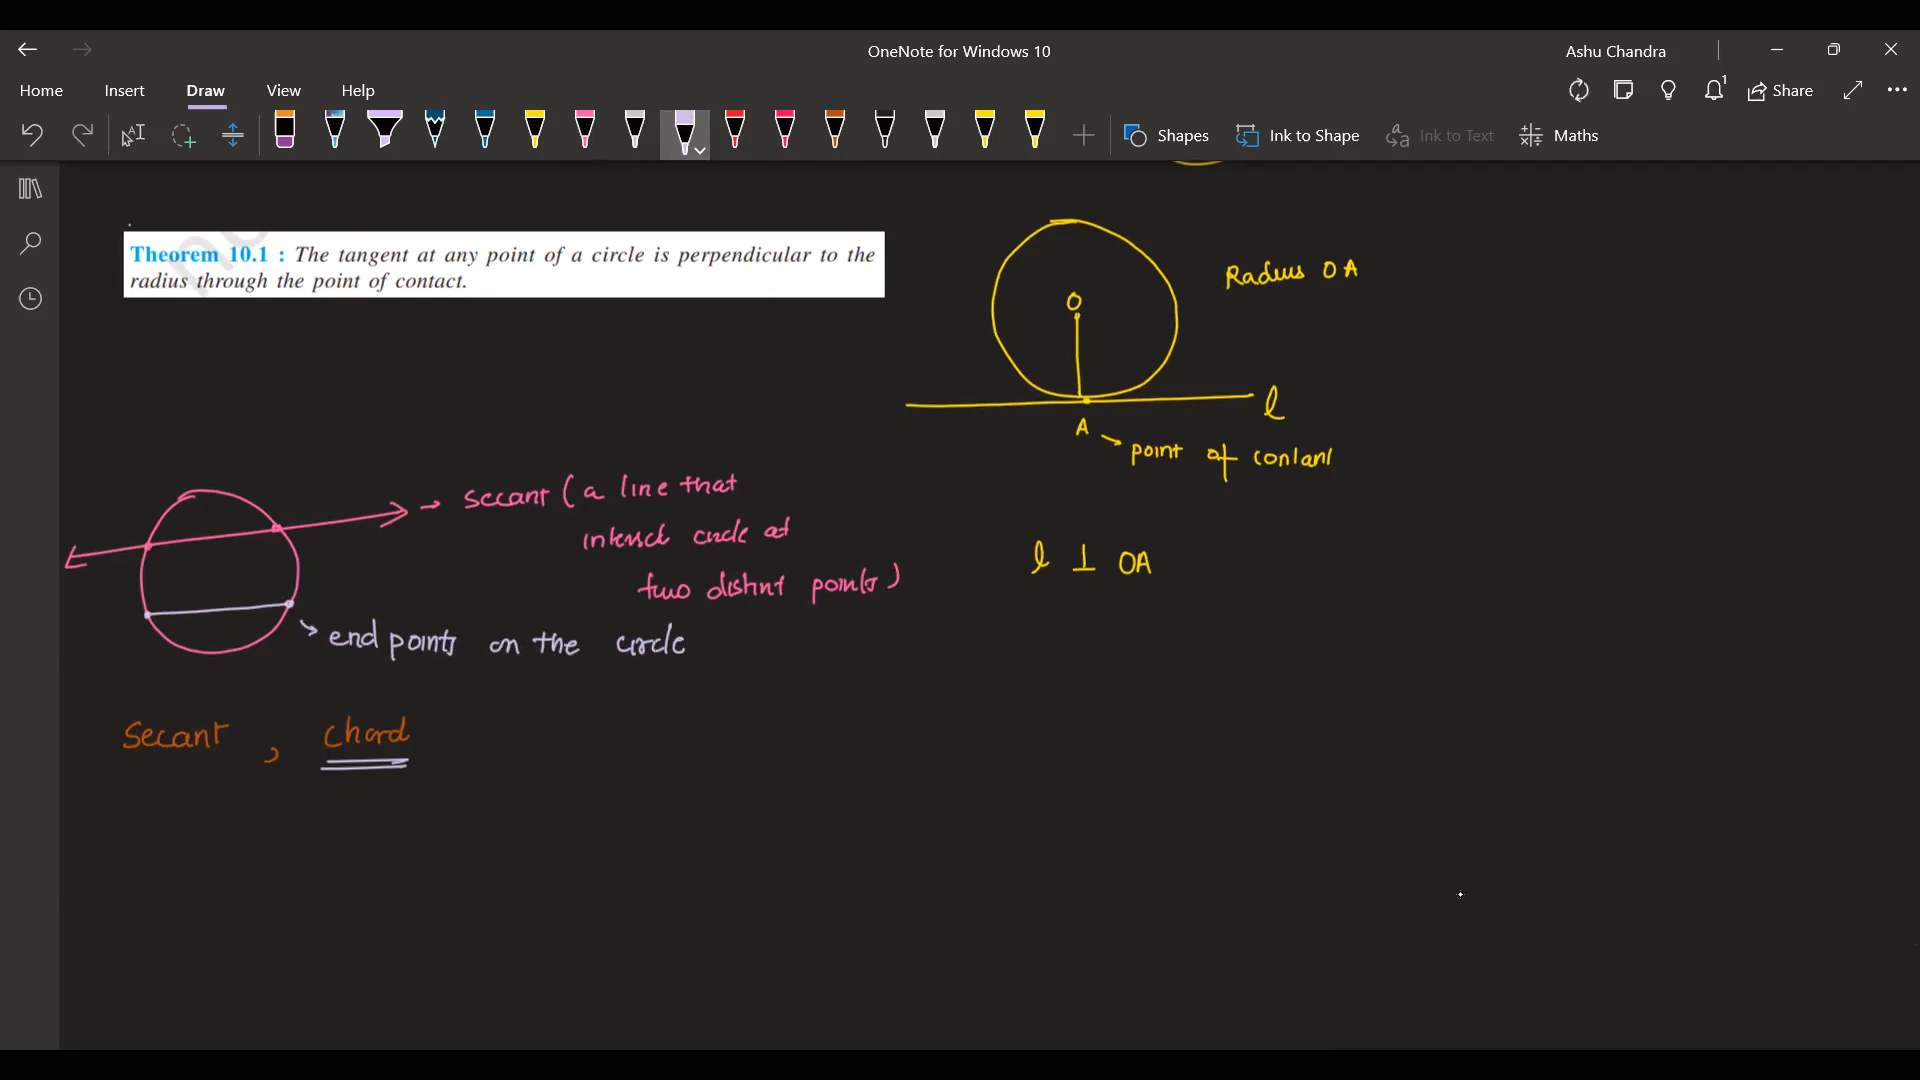 OneNote for Windows 10
Ashu Chandra
Home Insert Draw View Help
1
Share
Shapes
Ink to Shape
Ink to Text
Maths
Theorem 10.1 : The tangent at any point of a circle is perpendicular to the
radius through the point of contact.
O
Radius OA
l
A
point of contant
secant (a line that
intersect circle at
two distint points)
l ⊥ OA
end points on the circle
Secant , Chord